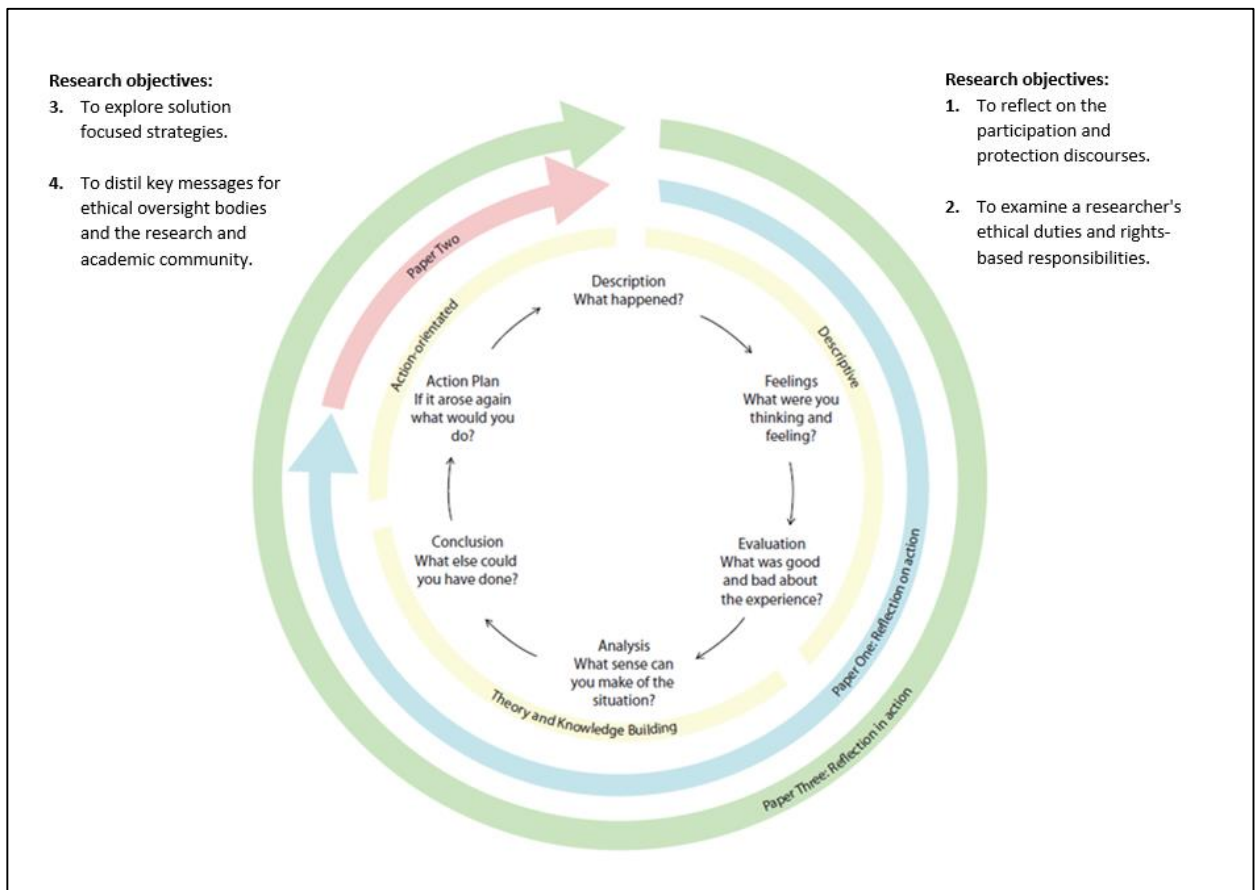 Research objectives:
3. To explore solution
focused strategies.
4. To distil key messages for
ethical oversight bodies
and the research and
academic community.
Research objectives:
1. To reflect on the
participation and
protection discourses.
2. To examine a researcher's
ethical duties and rights-
based responsibilities.
Paper Two
Action-orientated
Descriptive
Description
What happened?
Feelings
What were you
thinking and
feeling?
Evaluation
What was good
and bad about
the experience?
Analysis
What sense can
you make of the
situation?
Conclusion
What else could
you have done?
Action Plan
If it arose again
what would you
do?
Theory and Knowledge Building
Paper One: Reflection on action
Paper Three: Reflection in action